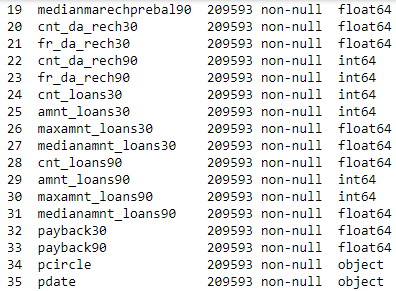 19 medianmarechprebal90 209593 non-null float64
20 cnt_da_rech30 209593 non-null float64
21 fr_da_rech30 209593 non-null float64
22 cnt_da_rech90 209593 non-null int64
23 fr_da_rech90 209593 non-null int64
24 cnt_loans30 209593 non-null int64
25 amnt_loans30 209593 non-null int64
26 maxamnt_loans30 209593 non-null float64
27 medianamnt_loans30 209593 non-null float64
28 cnt_loans90 209593 non-null float64
29 amnt_loans90 209593 non-null int64
30 maxamnt_loans90 209593 non-null int64
31 medianamnt_loans90 209593 non-null float64
32 payback30 209593 non-null float64
33 payback90 209593 non-null float64
34 pcircle 209593 non-null object
35 pdate 209593 non-null object